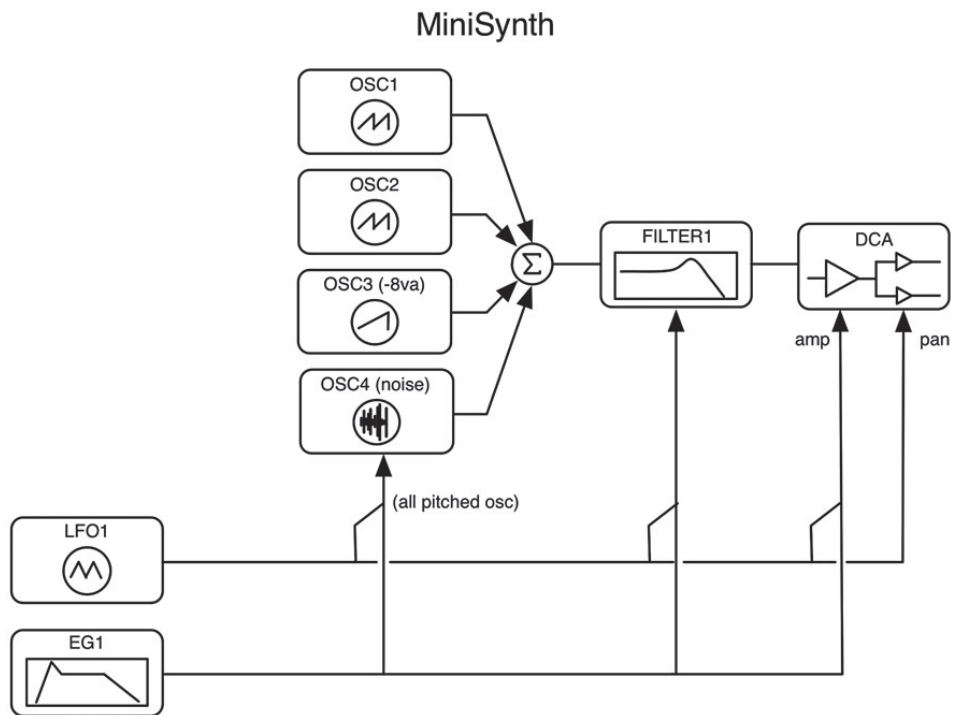 MiniSynth
OSC1
OSC2
OSC3 (-8va)
OSC4 (noise)
Σ
FILTER1
DCA
amp
pan
(all pitched osc)
LFO1
EG1